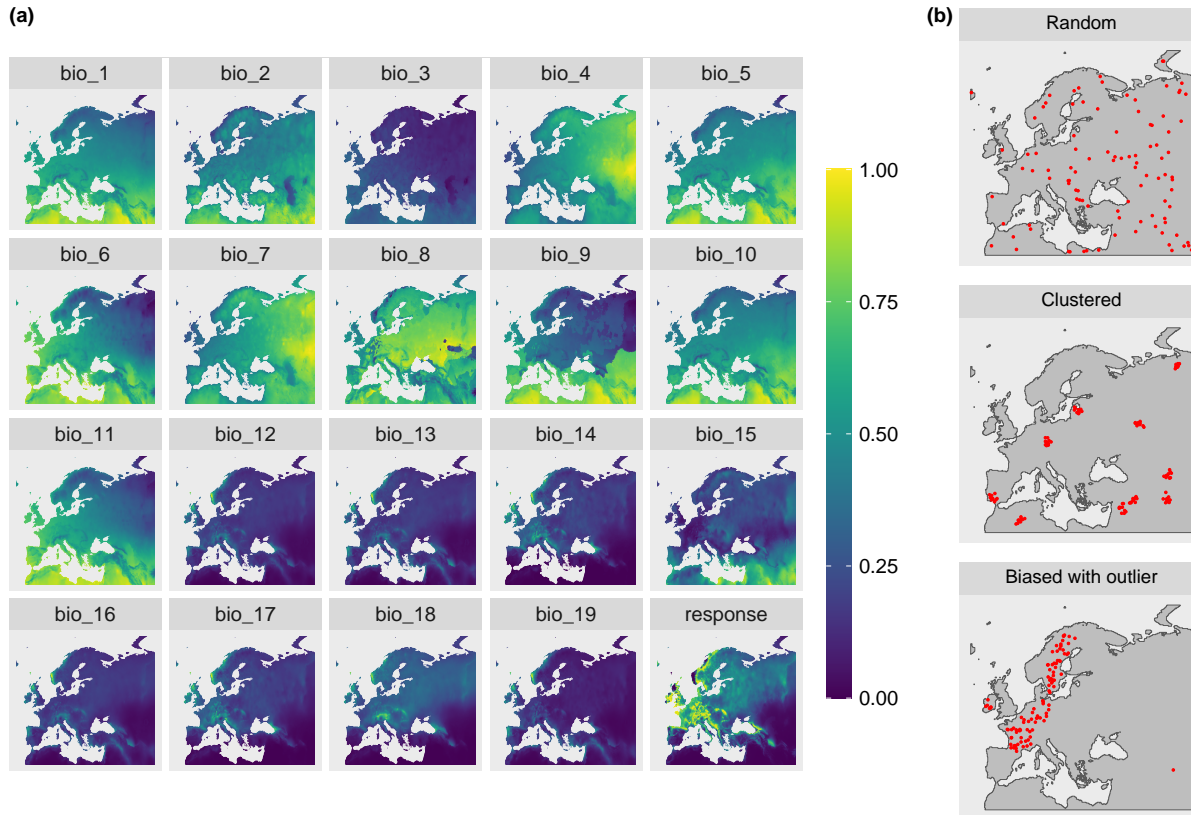 (a)
bio_1 bio_2 bio_3 bio_4 bio_5
bio_6 bio_7 bio_8 bio_9 bio_10
bio_11 bio_12 bio_13 bio_14 bio_15
bio_16 bio_17 bio_18 bio_19 response
1.00
0.75
0.50
0.25
0.00
(b)
Random
Clustered
Biased with outlier